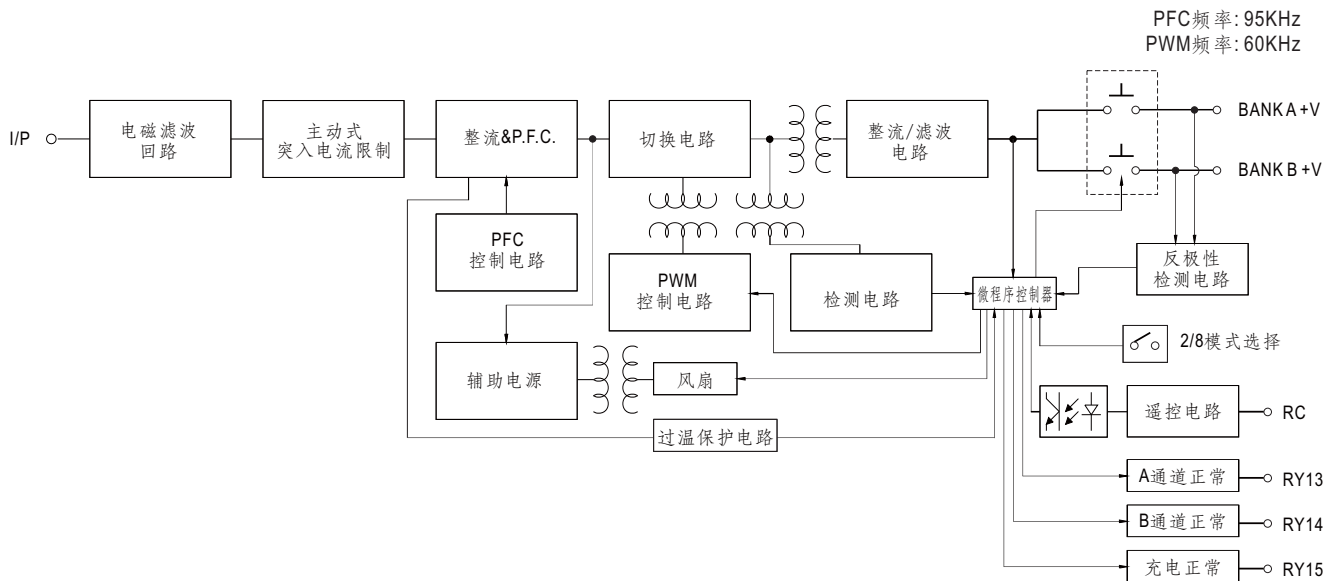 PFC频率: 95KHz
PWM频率: 60KHz
I/P
电磁滤波
回路
主动式
突入电流限制
整流&P.F.C.
切换电路
整流/滤波
电路
BANK A +V
BANK B +V
PFC
控制电路
PWM
控制电路
检测电路
微程序控制器
反极性
检测电路
2/8模式选择
辅助电源
风扇
过温保护电路
遥控电路
RC
A通道正常
RY13
B通道正常
RY14
充电正常
RY15